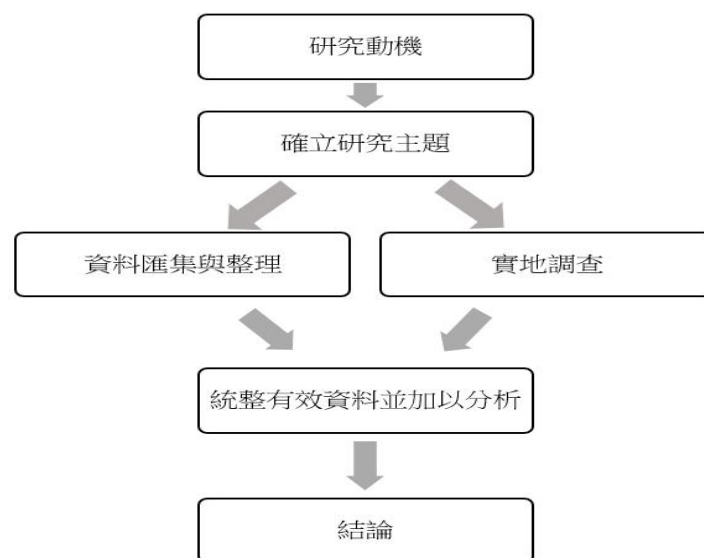 研究動機
確立研究主題
資料匯集與整理
實地調查
統整有效資料並加以分析
結論